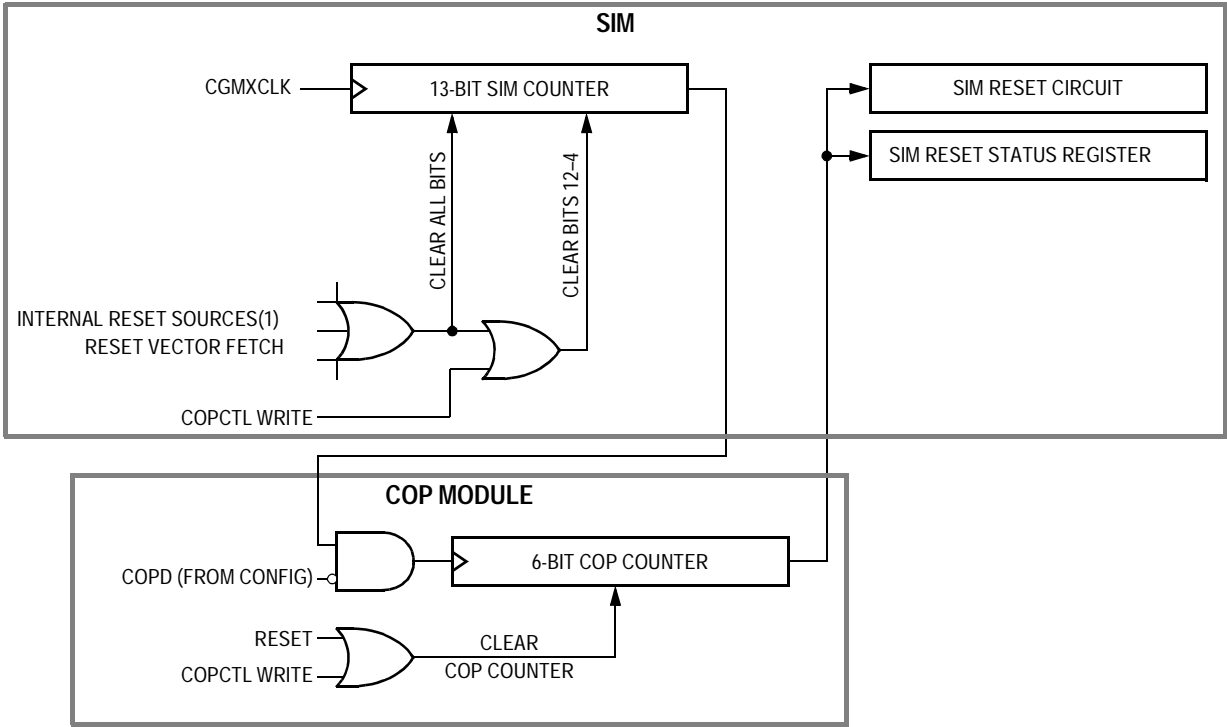 SIM
CGMXCLK
13-BIT SIM COUNTER
SIM RESET CIRCUIT
SIM RESET STATUS REGISTER
CLEAR ALL BITS
CLEAR BITS 12–4
INTERNAL RESET SOURCES(1)
RESET VECTOR FETCH
COPCTL WRITE
COP MODULE
6-BIT COP COUNTER
COPD (FROM CONFIG)
RESET
CLEAR
COP COUNTER
COPCTL WRITE